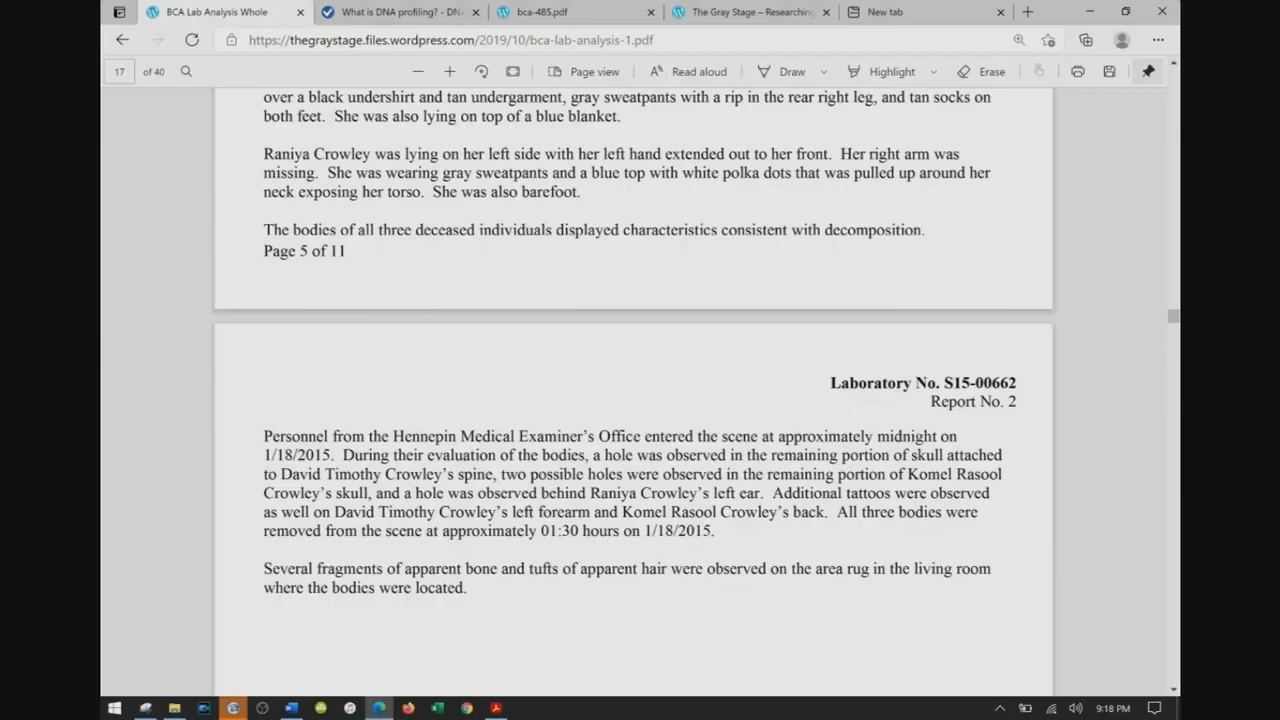 BCA Lab Analysis Whole
What is DNA profiling? - DNA
bca-485.pdf
The Gray Stage – Researching
New tab
https://thegraystage.files.wordpress.com/2019/10/bca-lab-analysis-1.pdf
17 of 40
Page view
Read aloud
Draw
Highlight
Erase
over a black undershirt and tan undergarment, gray sweatpants with a rip in the rear right leg, and tan socks on
both feet. She was also lying on top of a blue blanket.
Raniya Crowley was lying on her left side with her left hand extended out to her front. Her right arm was
missing. She was wearing gray sweatpants and a blue top with white polka dots that was pulled up around her
neck exposing her torso. She was also barefoot.
The bodies of all three deceased individuals displayed characteristics consistent with decomposition.
Page 5 of 11
Laboratory No. S15-00662
Report No. 2
Personnel from the Hennepin Medical Examiner's Office entered the scene at approximately midnight on
1/18/2015. During their evaluation of the bodies, a hole was observed in the remaining portion of skull attached
to David Timothy Crowley's spine, two possible holes were observed in the remaining portion of Komel Rasool
Crowley's skull, and a hole was observed behind Raniya Crowley's left ear. Additional tattoos were observed
as well on David Timothy Crowley's left forearm and Komel Rasool Crowley's back. All three bodies were
removed from the scene at approximately 01:30 hours on 1/18/2015.
Several fragments of apparent bone and tufts of apparent hair were observed on the area rug in the living room
where the bodies were located.
9:18 PM